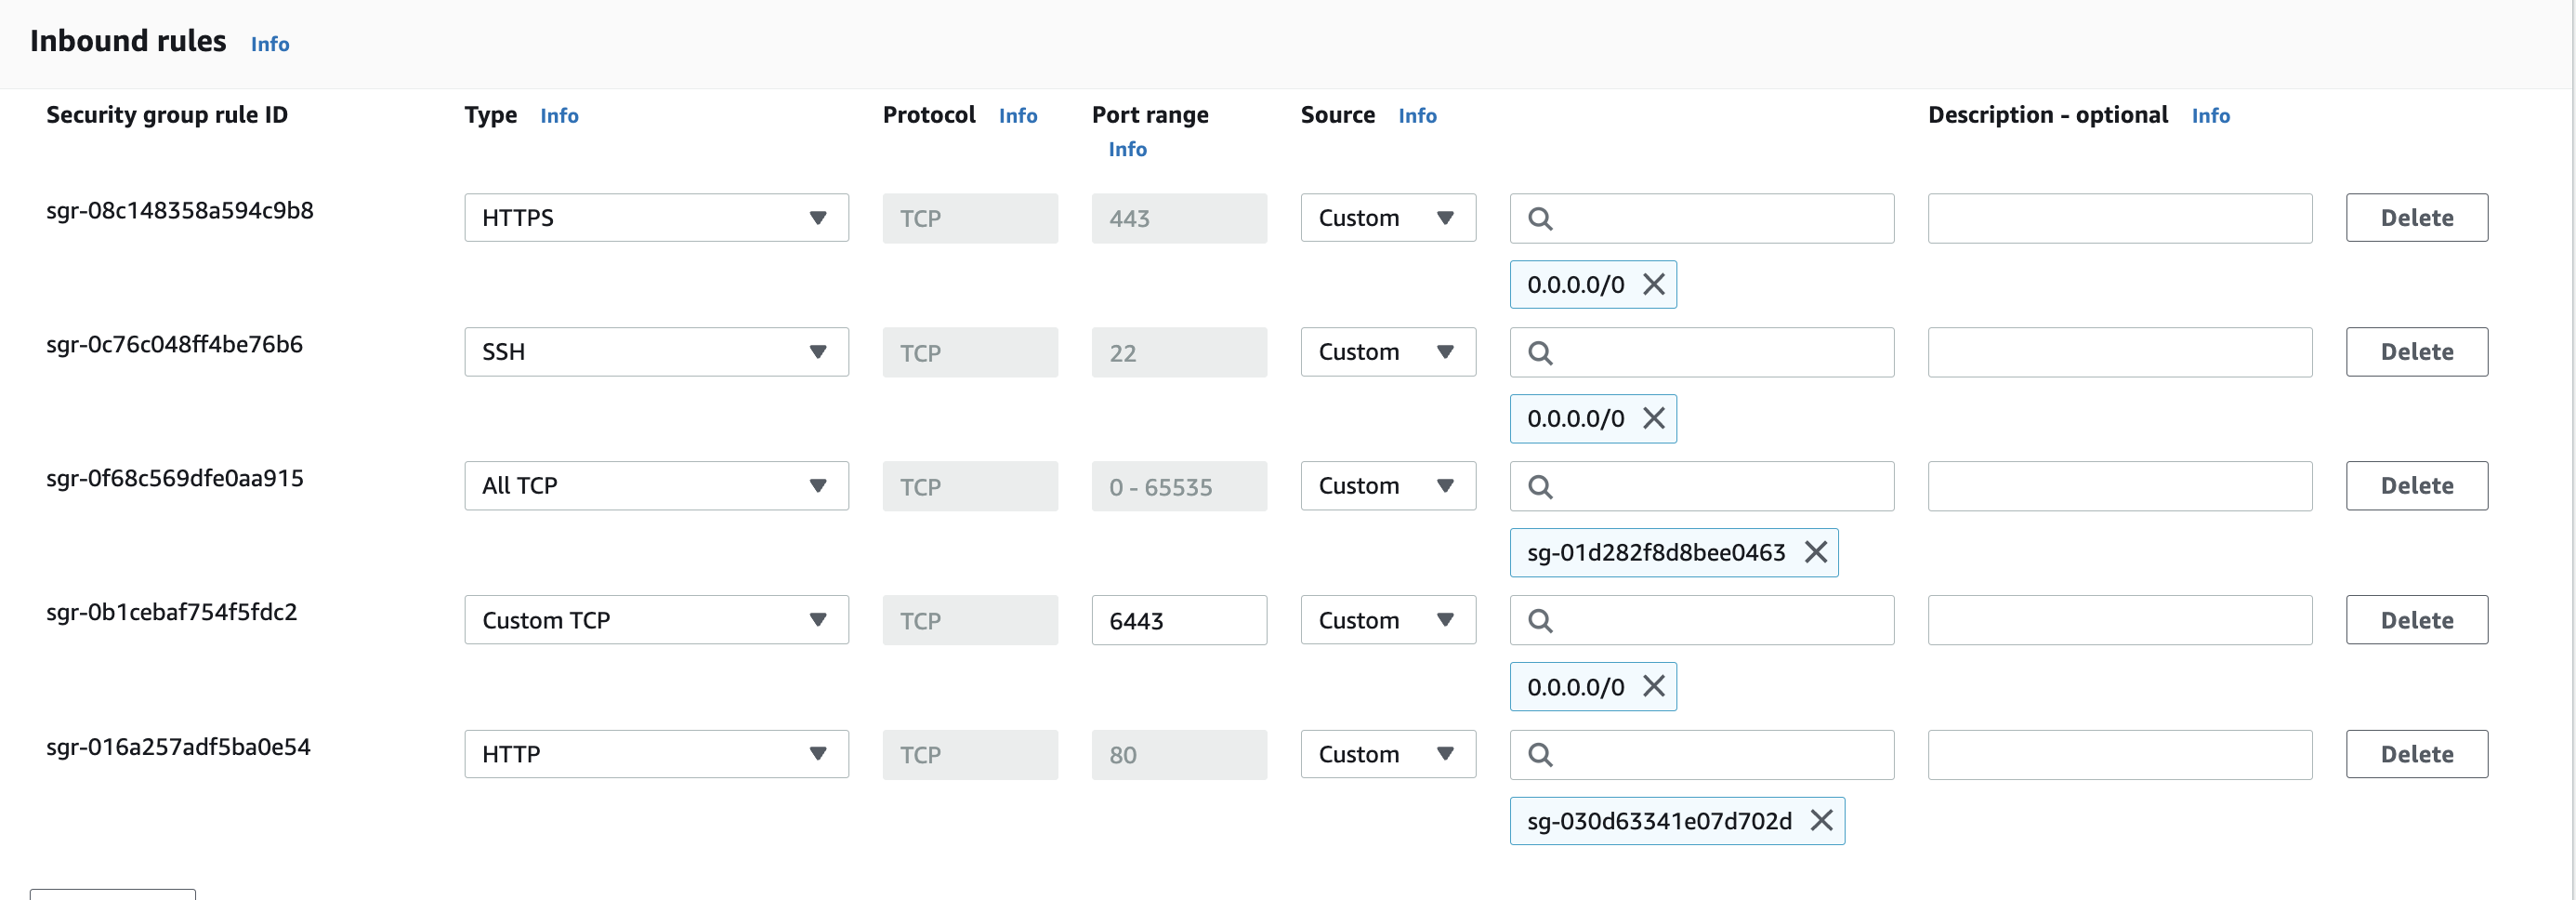 Inbound rules Info
Security group rule ID Type Info Protocol Info Port range Info Source Info Description - optional Info
sgr-08c148358a594c9b8 HTTPS TCP 443 Custom Delete
0.0.0.0/0
sgr-0c76c048ff4be76b6 SSH TCP 22 Custom Delete
0.0.0.0/0
sgr-0f68c569dfe0aa915 All TCP TCP 0 - 65535 Custom Delete
sg-01d282f8d8bee0463
sgr-0b1cebaf754f5fdc2 Custom TCP TCP 6443 Custom Delete
0.0.0.0/0
sgr-016a257adf5ba0e54 HTTP TCP 80 Custom Delete
sg-030d63341e07d702d